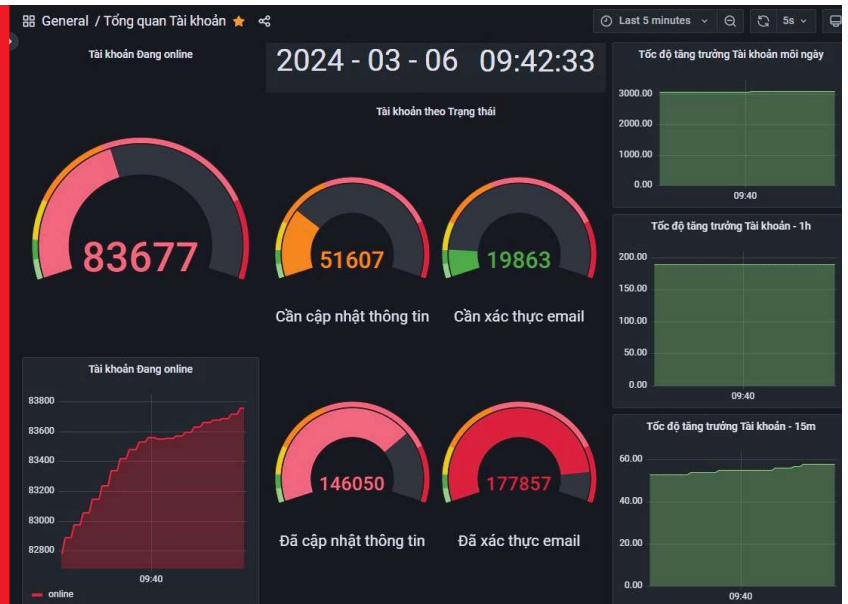 General / Tổng quan Tài khoản
Last 5 minutes
5s
Tài khoản Đang online
83677
2024 - 03 - 06 09:42:33
Tài khoản theo Trạng thái
51607
Cần cập nhật thông tin
19863
Cần xác thực email
146050
Đã cập nhật thông tin
177857
Đã xác thực email
Tài khoản Đang online
83800
83600
83400
83200
83000
82800
09:40
online
Tốc độ tăng trưởng Tài khoản mỗi ngày
3000.00
2000.00
1000.00
0.00
09:40
Tốc độ tăng trưởng Tài khoản - 1h
200.00
150.00
100.00
50.00
0.00
09:40
Tốc độ tăng trưởng Tài khoản - 15m
60.00
40.00
20.00
0.00
09:40